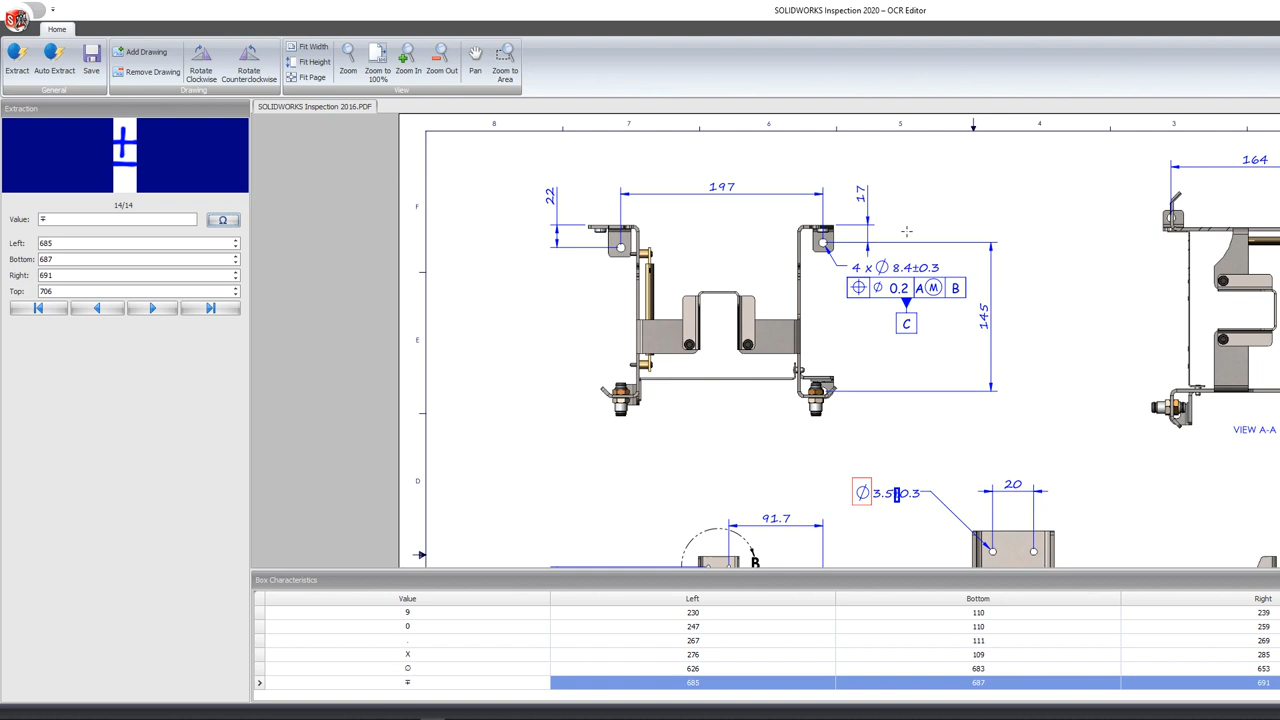 SOLIDWORKS Inspection 2020 – OCR Editor
Home
Extract
Auto Extract
Save
Add Drawing
Remove Drawing
Rotate Clockwise
Rotate Counterclockwise
Fit Width
Fit Height
Fit Page
Zoom
Zoom to 100%
Zoom In
Zoom Out
Pan
Zoom to Area
General
Drawing
View
Extraction
SOLIDWORKS Inspection 2016.PDF
±
14/14
Value: ∓
Ω
Left: 685
Bottom: 687
Right: 691
Top: 706
8 7 6 5 4 3
F
E
D
22
197
17
164
4 x ∅ 8.4±0.3
⌖ ∅ 0.2 A Ⓜ B
C
145
VIEW A-A
∅ 3.5±0.3
20
91.7
B
Box Characteristics
Value Left Bottom Right
9 230 110 239
0 247 110 259
. 267 111 269
X 276 109 285
∅ 626 683 653
∓ 685 687 691